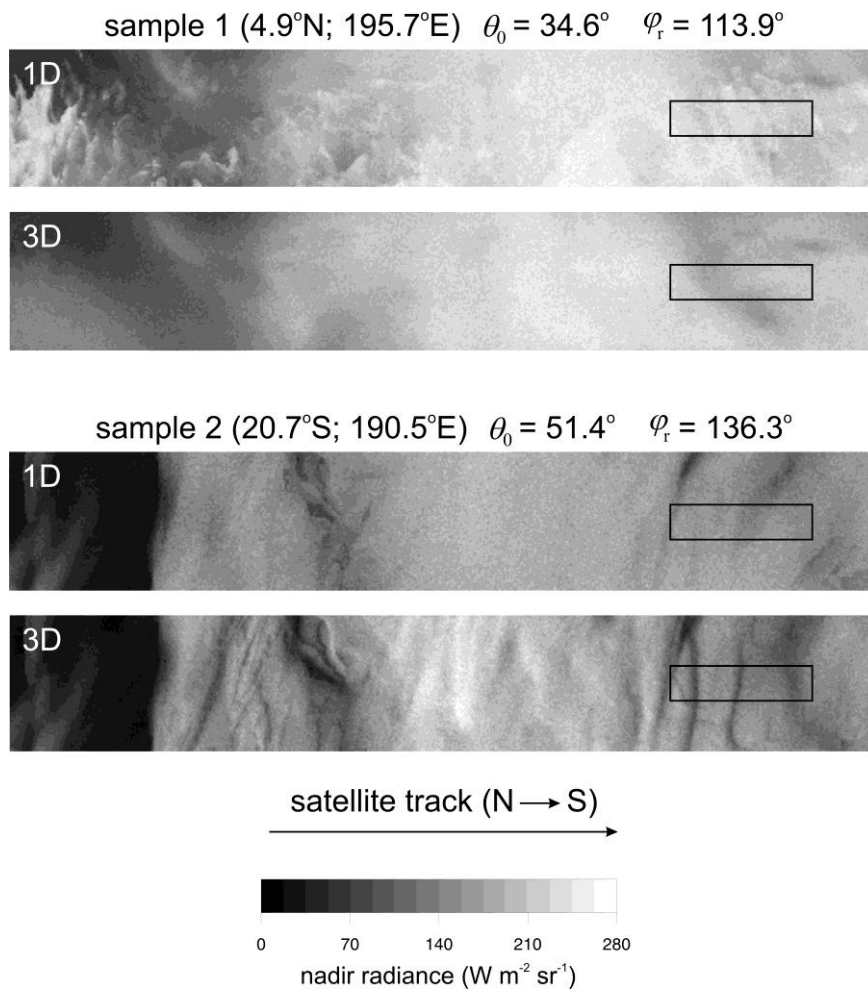 sample 1 (4.9°N; 195.7°E) θ₀ = 34.6° φᵣ = 113.9°
1D
3D
sample 2 (20.7°S; 190.5°E) θ₀ = 51.4° φᵣ = 136.3°
1D
3D
satellite track (N → S)
0 70 140 210 280
nadir radiance (W m⁻² sr⁻¹)